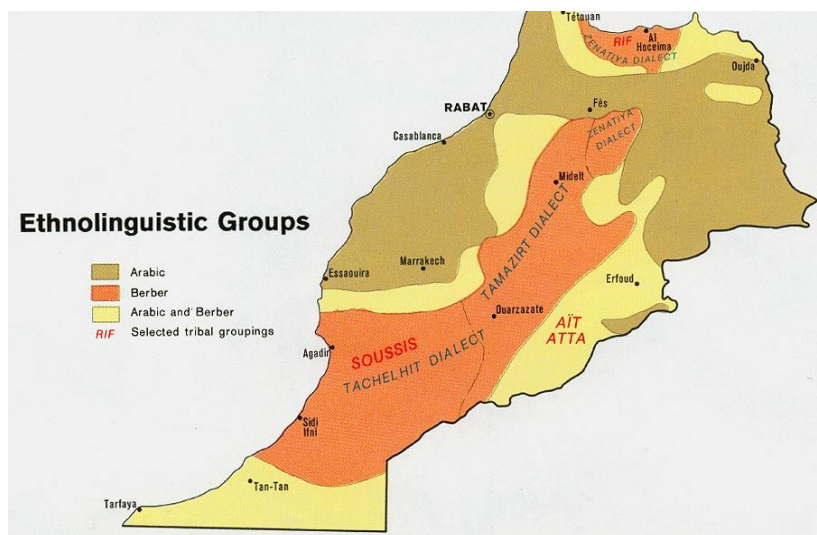 Tétouan
RIF
Al
Hoceima
ZENATIYA DIALECT
Oujda
RABAT
Fès
Casablanca
ZENATIYA
DIALECT
Midelt
Ethnolinguistic Groups
TAMAZIRT DIALECT
Marrakech
Essaouira
Erfoud
Arabic
Berber
Arabic and Berber
RIF Selected tribal groupings
Ouarzazate
AÏT
ATTA
Agadir
SOUSSIS
TACHELHIT DIALECT
Sidi
Ifni
Tan-Tan
Tarfaya